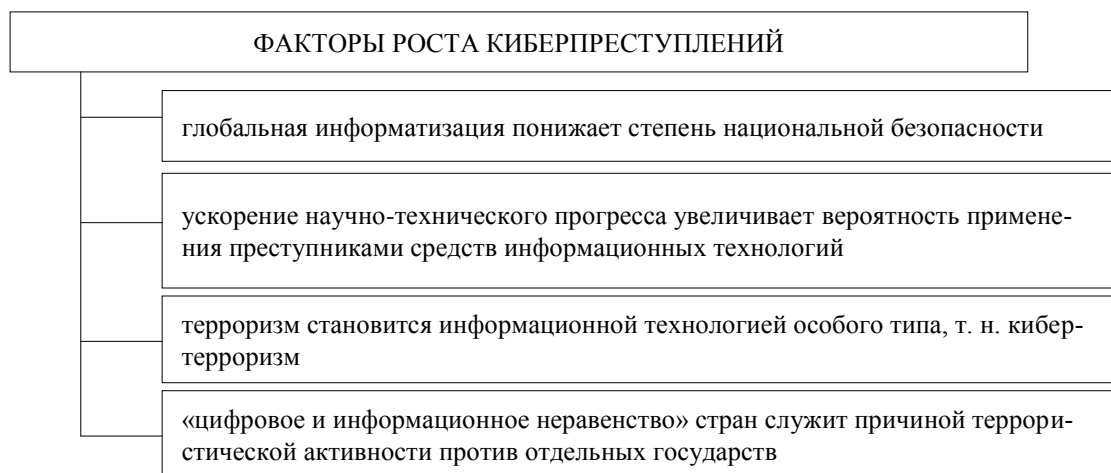 ФАКТОРЫ РОСТА КИБЕРПРЕСТУПЛЕНИЙ
глобальная информатизация понижает степень национальной безопасности
ускорение научно-технического прогресса увеличивает вероятность примене-
ния преступниками средств информационных технологий
терроризм становится информационной технологией особого типа, т. н. кибер-
терроризм
«цифровое и информационное неравенство» стран служит причиной террори-
стической активности против отдельных государств